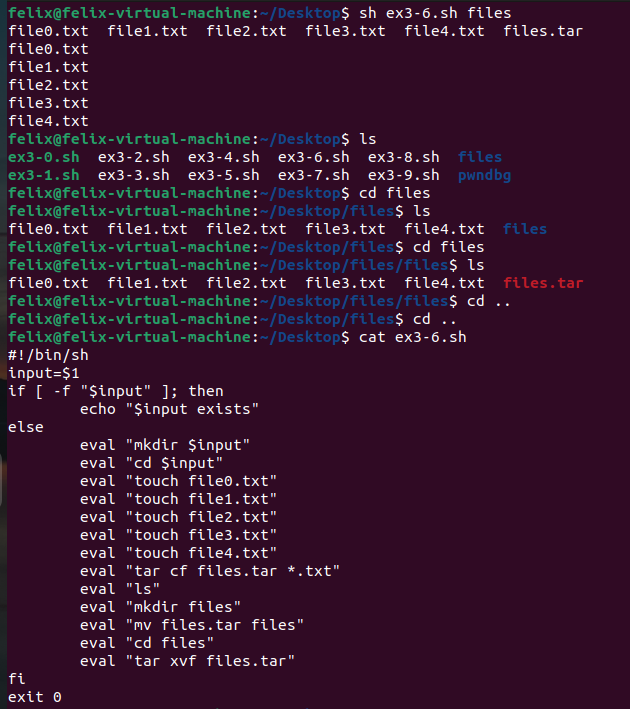 felix@felix-virtual-machine:~/Desktop$ sh ex3-6.sh files
file0.txt  file1.txt  file2.txt  file3.txt  file4.txt  files.tar
file0.txt
file1.txt
file2.txt
file3.txt
file4.txt
felix@felix-virtual-machine:~/Desktop$ ls
ex3-0.sh  ex3-2.sh  ex3-4.sh  ex3-6.sh  ex3-8.sh  files
ex3-1.sh  ex3-3.sh  ex3-5.sh  ex3-7.sh  ex3-9.sh  pwndbg
felix@felix-virtual-machine:~/Desktop$ cd files
felix@felix-virtual-machine:~/Desktop/files$ ls
file0.txt  file1.txt  file2.txt  file3.txt  file4.txt  files
felix@felix-virtual-machine:~/Desktop/files$ cd files
felix@felix-virtual-machine:~/Desktop/files/files$ ls
file0.txt  file1.txt  file2.txt  file3.txt  file4.txt  files.tar
felix@felix-virtual-machine:~/Desktop/files/files$ cd ..
felix@felix-virtual-machine:~/Desktop/files$ cd ..
felix@felix-virtual-machine:~/Desktop$ cat ex3-6.sh
#!/bin/sh
input=$1
if [ -f "$input" ]; then
        echo "$input exists"
else
        eval "mkdir $input"
        eval "cd $input"
        eval "touch file0.txt"
        eval "touch file1.txt"
        eval "touch file2.txt"
        eval "touch file3.txt"
        eval "touch file4.txt"
        eval "tar cf files.tar *.txt"
        eval "ls"
        eval "mkdir files"
        eval "mv files.tar files"
        eval "cd files"
        eval "tar xvf files.tar"
fi
exit 0